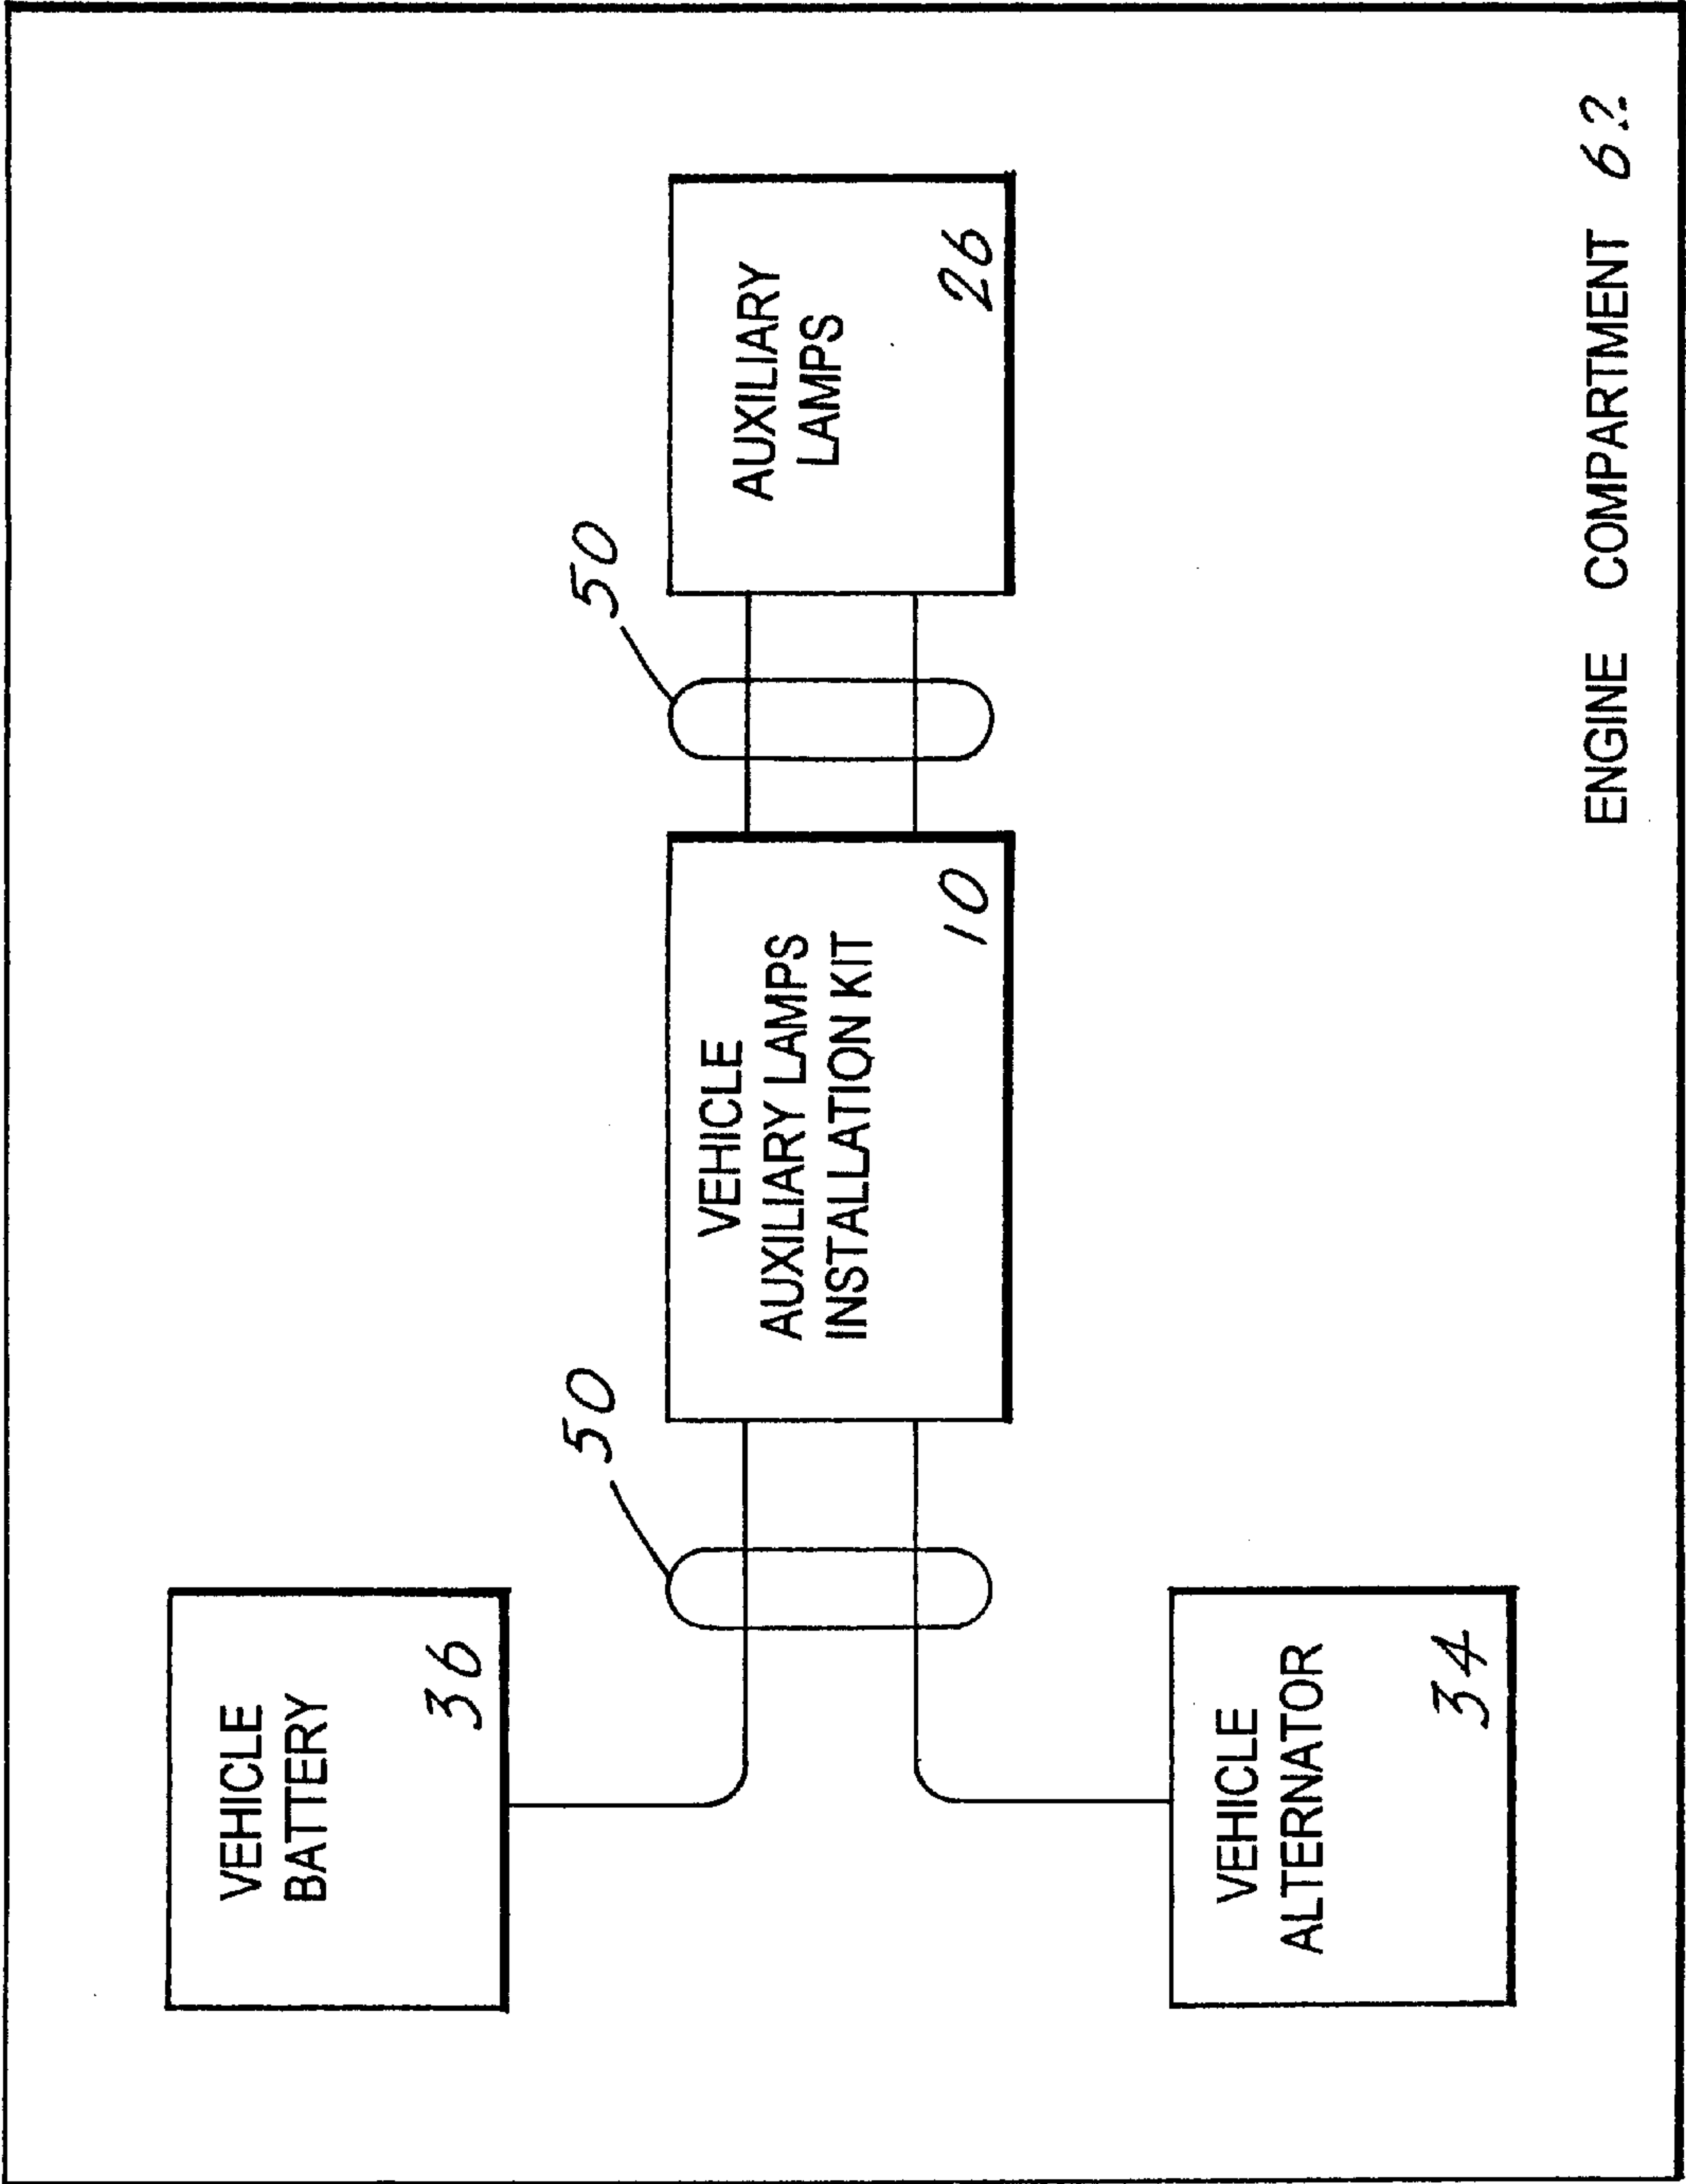 VEHICLE
BATTERY
36
50
VEHICLE
AUXILIARY LAMPS
INSTALLATION KIT
10
50
AUXILIARY
LAMPS
26
VEHICLE
ALTERNATOR
34
ENGINE COMPARTMENT 62